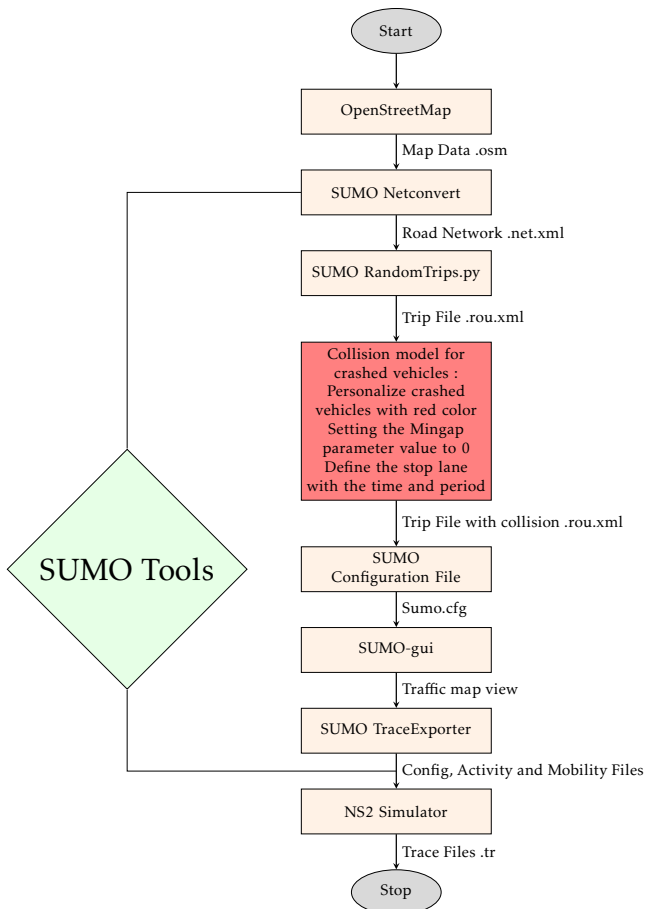 Start
OpenStreetMap
Map Data .osm
SUMO Netconvert
Road Network .net.xml
SUMO RandomTrips.py
Trip File .rou.xml
Collision model for
crashed vehicles :
Personalize crashed
vehicles with red color
Setting the Mingap
parameter value to 0
Define the stop lane
with the time and period
Trip File with collision .rou.xml
SUMO Tools
SUMO
Configuration File
Sumo.cfg
SUMO-gui
Traffic map view
SUMO TraceExporter
Config, Activity and Mobility Files
NS2 Simulator
Trace Files .tr
Stop